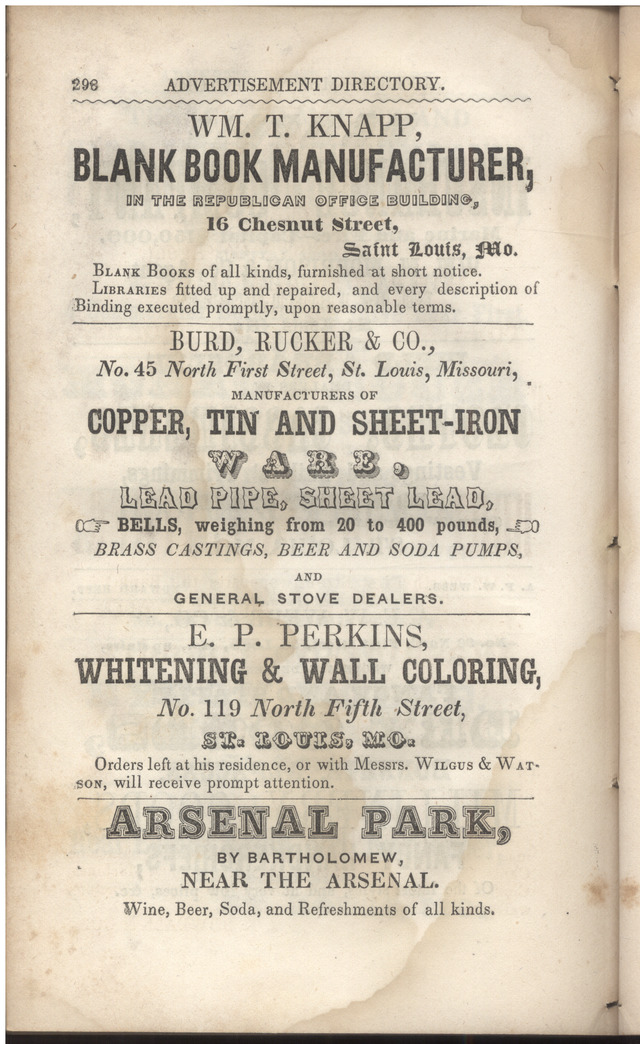 298 ADVERTISEMENT DIRECTORY.
WM. T. KNAPP,
BLANK BOOK MANUFACTURER,
IN THE REPUBLICAN OFFICE BUILDING,
16 Chesnut Street,
Saint Louis, Mo.
BLANK BOOKS of all kinds, furnished at short notice.
LIBRARIES fitted up and repaired, and every description of
Binding executed promptly, upon reasonable terms.
BURD, RUCKER & CO.,
No. 45 North First Street, St. Louis, Missouri,
MANUFACTURERS OF
COPPER, TIN AND SHEET-IRON
WARE,
LEAD PIPE, SHEET LEAD,
☞ BELLS, weighing from 20 to 400 pounds, ☜
BRASS CASTINGS, BEER AND SODA PUMPS,
AND
GENERAL STOVE DEALERS.
E. P. PERKINS,
WHITENING & WALL COLORING,
No. 119 North Fifth Street,
ST. LOUIS, MO.
Orders left at his residence, or with Messrs. WILGUS & WAT-
SON, will receive prompt attention.
ARSENAL PARK,
BY BARTHOLOMEW,
NEAR THE ARSENAL.
Wine, Beer, Soda, and Refreshments of all kinds.